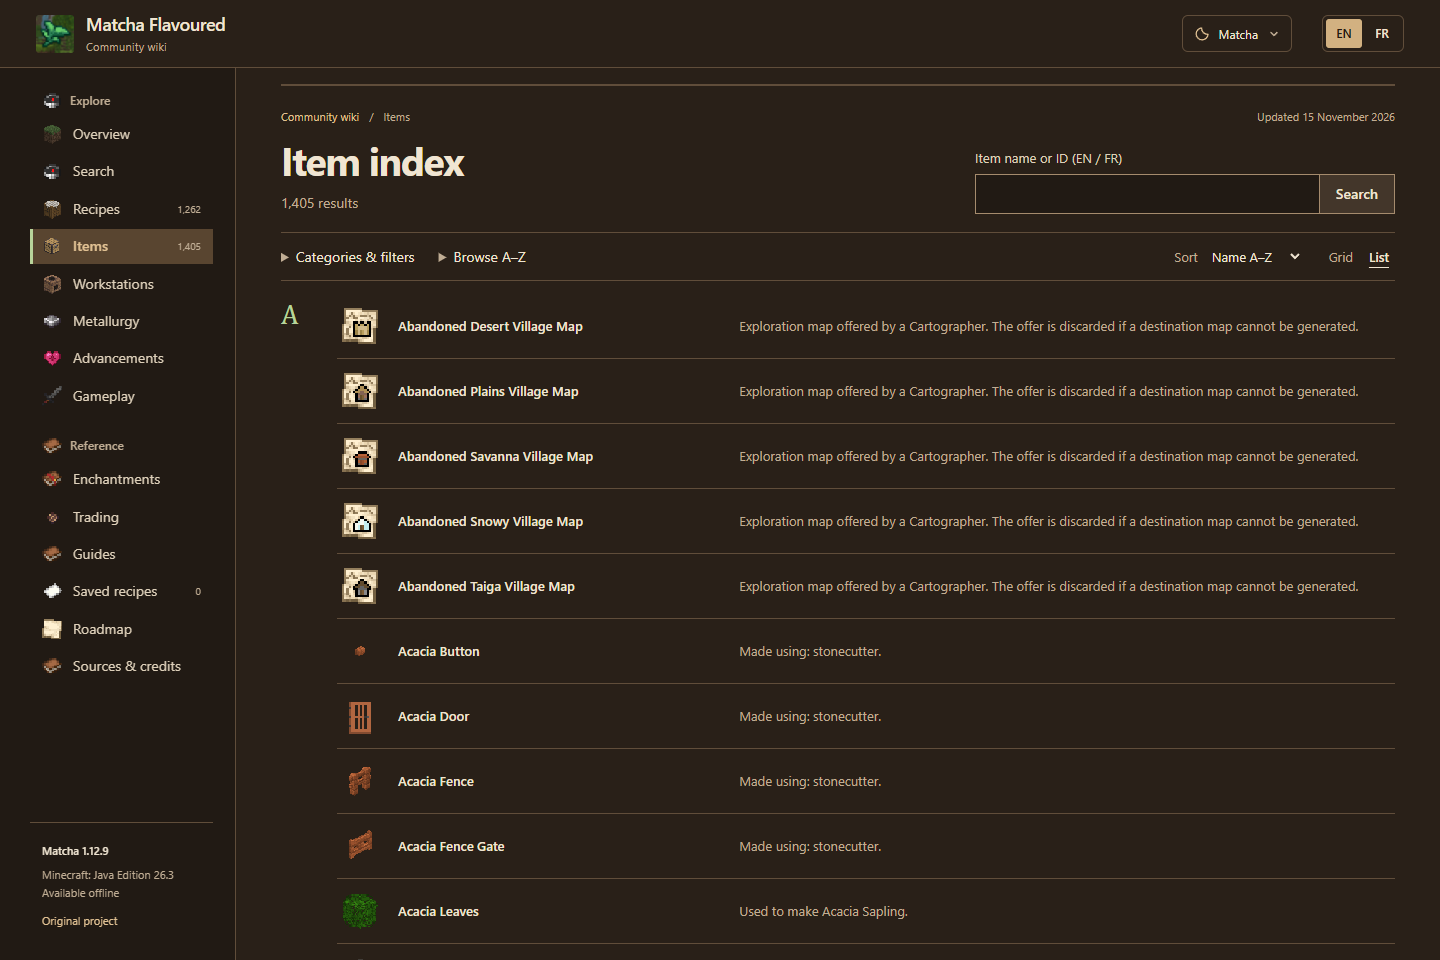 Matcha Flavoured
Community wiki
Matcha
EN
FR
Explore
Overview
Search
Recipes 1,262
Items 1,405
Workstations
Metallurgy
Advancements
Gameplay
Reference
Enchantments
Trading
Guides
Saved recipes 0
Roadmap
Sources & credits
Matcha 1.12.9
Minecraft: Java Edition 26.3
Available offline
Original project
Community wiki / Items
Updated 15 November 2026
Item index
1,405 results
Item name or ID (EN / FR)
Search
Categories & filters
Browse A–Z
Sort Name A–Z
Grid
List
A
Abandoned Desert Village Map Exploration map offered by a Cartographer. The offer is discarded if a destination map cannot be generated.
Abandoned Plains Village Map Exploration map offered by a Cartographer. The offer is discarded if a destination map cannot be generated.
Abandoned Savanna Village Map Exploration map offered by a Cartographer. The offer is discarded if a destination map cannot be generated.
Abandoned Snowy Village Map Exploration map offered by a Cartographer. The offer is discarded if a destination map cannot be generated.
Abandoned Taiga Village Map Exploration map offered by a Cartographer. The offer is discarded if a destination map cannot be generated.
Acacia Button Made using: stonecutter.
Acacia Door Made using: stonecutter.
Acacia Fence Made using: stonecutter.
Acacia Fence Gate Made using: stonecutter.
Acacia Leaves Used to make Acacia Sapling.